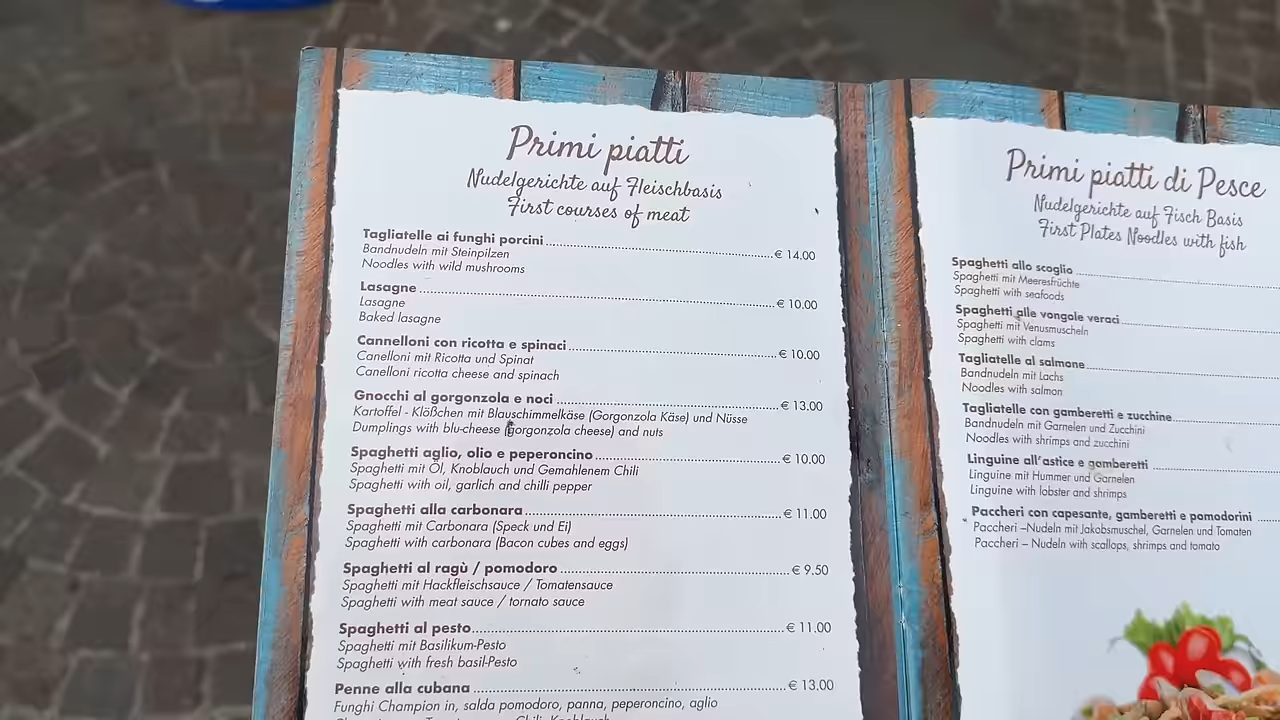 Primi piatti
Nudelgerichte auf Fleischbasis
First courses of meat
Tagliatelle ai funghi porcini € 14.00
Bandnudeln mit Steinpilzen
Noodles with wild mushrooms
Lasagne € 10.00
Lasagne
Baked lasagne
Cannelloni con ricotta e spinaci € 10.00
Canelloni mit Ricotta und Spinat
Canelloni ricotta cheese and spinach
Gnocchi al gorgonzola e noci € 13.00
Kartoffel - Klößchen mit Blauschimmelkäse (Gorgonzola Käse) und Nüsse
Dumplings with blu-cheese (gorgonzola cheese) and nuts
Spaghetti aglio, olio e peperoncino € 10.00
Spaghetti mit Öl, Knoblauch und Gemahlenem Chili
Spaghetti with oil, garlich and chilli pepper
Spaghetti alla carbonara € 11.00
Spaghetti mit Carbonara (Speck und Ei)
Spaghetti with carbonara (Bacon cubes and eggs)
Spaghetti al ragù / pomodoro € 9.50
Spaghetti mit Hackfleischsauce / Tomatensauce
Spaghetti with meat sauce / tornato sauce
Spaghetti al pesto € 11.00
Spaghetti mit Basilikum-Pesto
Spaghetti with fresh basil-Pesto
Penne alla cubana € 13.00
Funghi Champion in, salda pomodoro, panna, peperoncino, aglio
Primi piatti di Pesce
Nudelgerichte auf Fisch Basis
First Plates Noodles with fish
Spaghetti allo scoglio
Spaghetti mit Meeresfrüchte
Spaghetti with seafoods
Spaghetti alle vongole veraci
Spaghetti mit Venusmuscheln
Spaghetti with clams
Tagliatelle al salmone
Bandnudeln mit Lachs
Noodles with salmon
Tagliatelle con gamberetti e zucchine
Bandnudeln mit Garnelen und Zucchini
Noodles with shrimps and zucchini
Linguine all'astice e gamberetti
Linguine mit Hummer und Garnelen
Linguine with lobster and shrimps
Paccheri con capesante, gamberetti e pomodorini
Paccheri –Nudeln mit Jakobsmuschel, Garnelen und Tomaten
Paccheri – Nudeln with scallops, shrimps and tomato